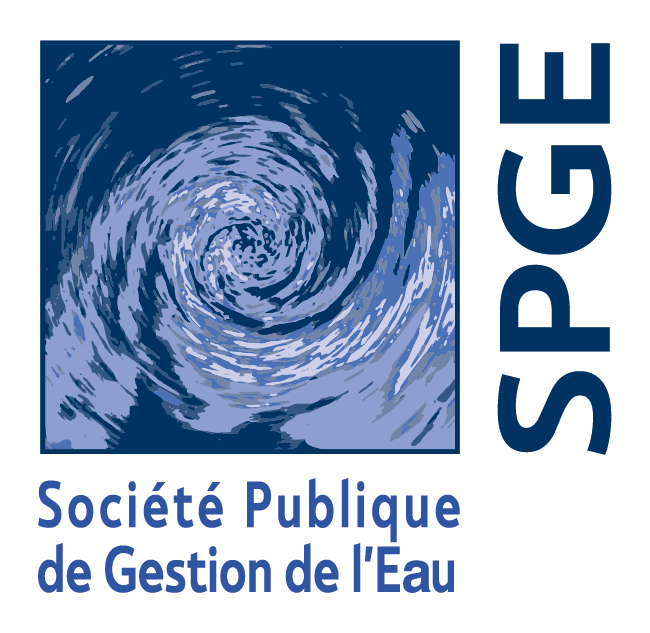 SPGE
Société Publique
de Gestion de l'Eau